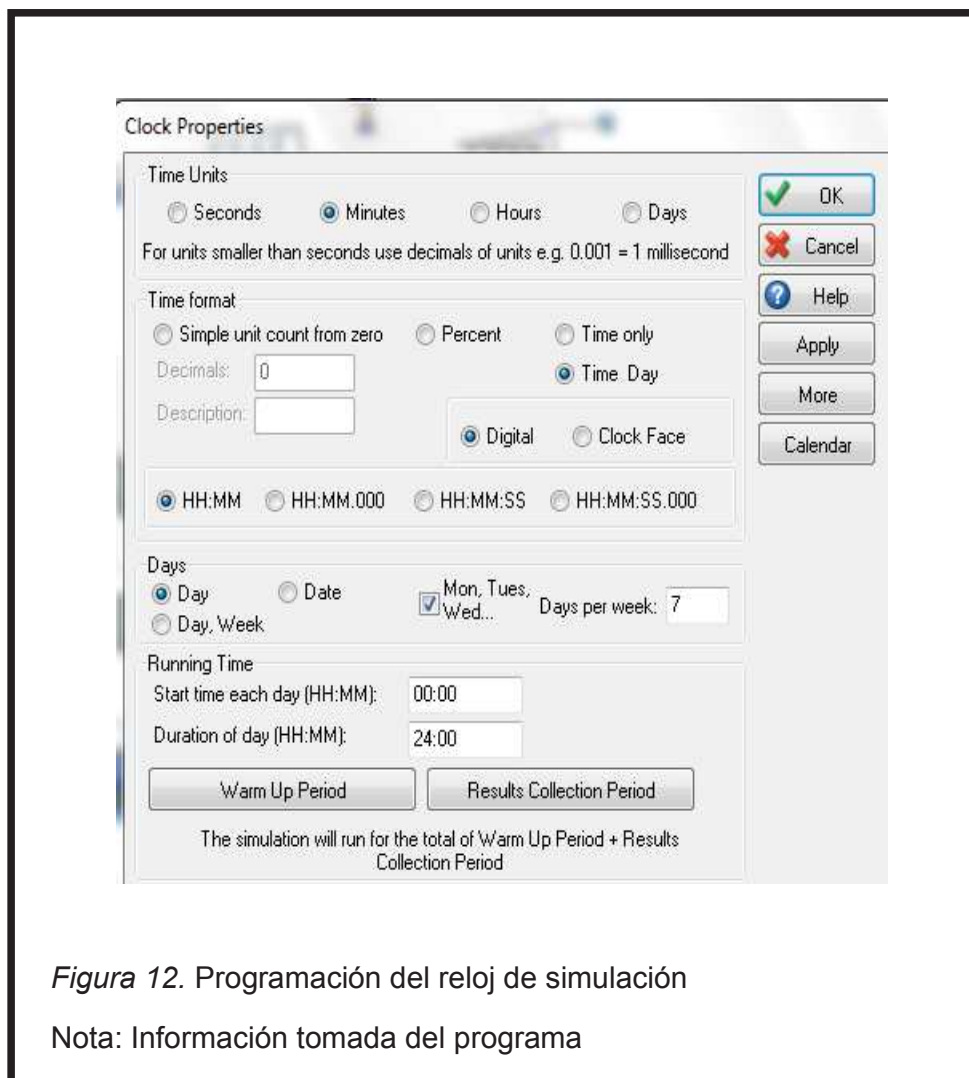 Clock Properties
Time Units
Seconds Minutes Hours Days
For units smaller than seconds use decimals of units e.g. 0.001 = 1 millisecond
Time format
Simple unit count from zero Percent Time only
Decimals: 0
Time Day
Description:
Digital Clock Face
HH:MM HH:MM.000 HH:MM:SS HH:MM:SS.000
Days
Day Date Mon, Tues,
Wed... Days per week: 7
Day, Week
Running Time
Start time each day (HH:MM): 00:00
Duration of day (HH:MM): 24:00
Warm Up Period Results Collection Period
The simulation will run for the total of Warm Up Period + Results
Collection Period
OK
Cancel
Help
Apply
More
Calendar
Figura 12. Programación del reloj de simulación
Nota: Información tomada del programa